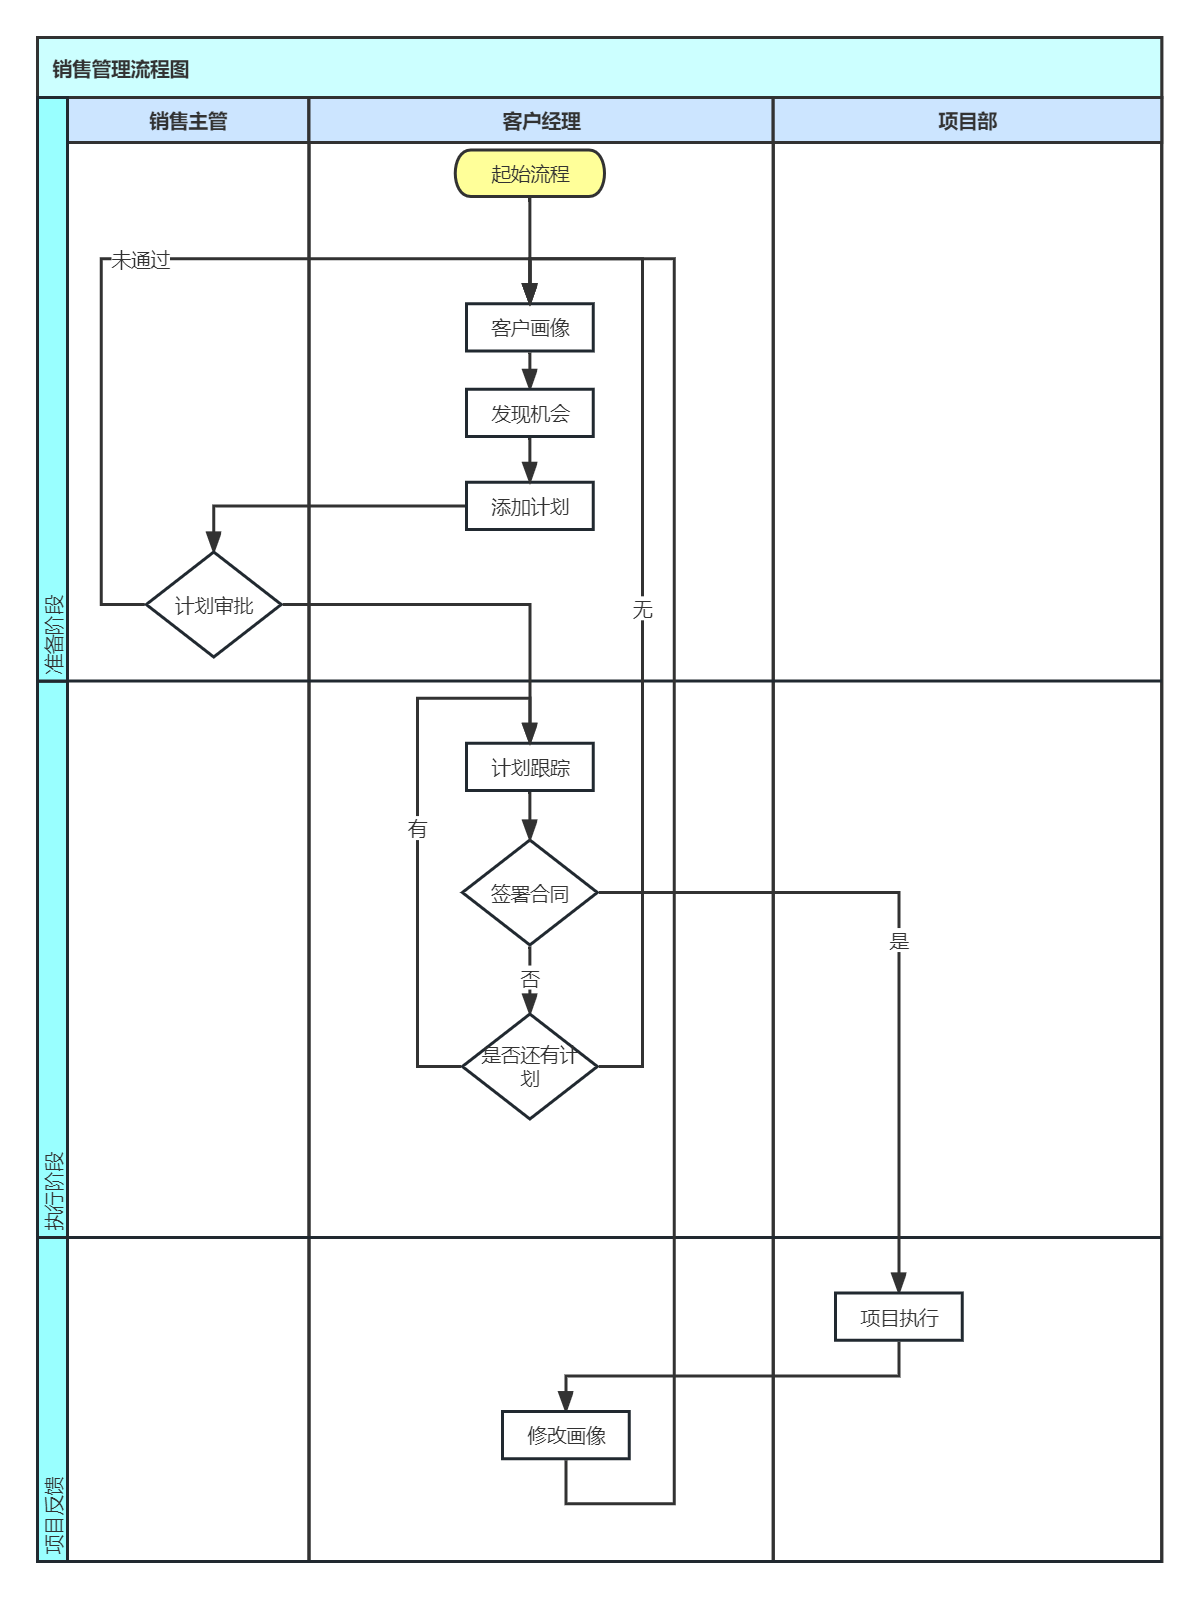 销售管理流程图
销售主管
客户经理
项目部
起始流程
未通过
客户画像
发现机会
添加计划
计划审批
无
准备阶段
计划跟踪
有
签署合同
是
否
是否还有计
划
执行阶段
项目执行
修改画像
项目反馈